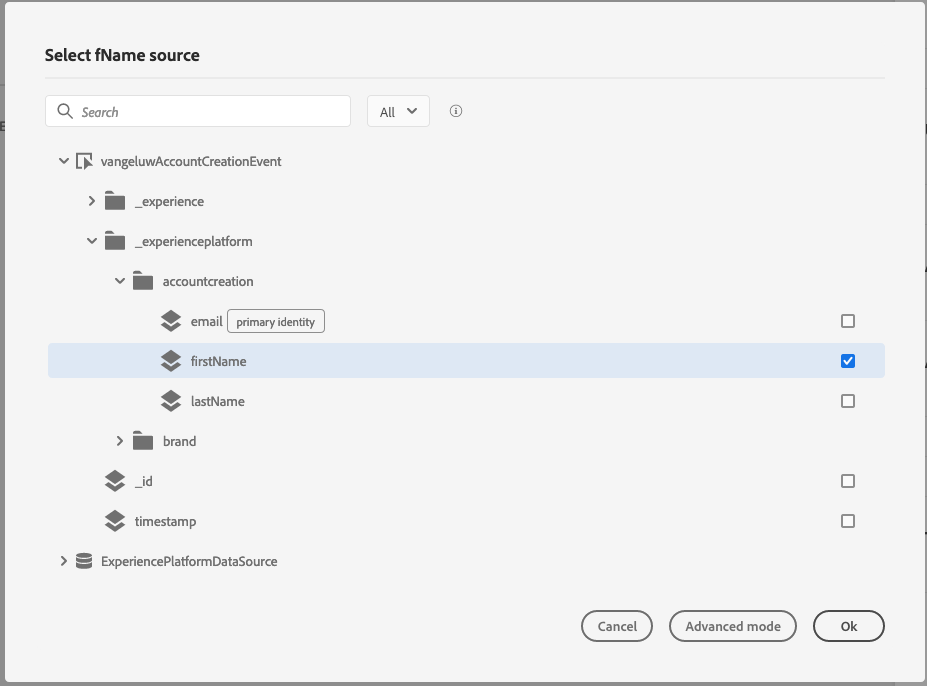 Select fName source
Search
All
vangeluwAccountCreationEvent
_experience
_experienceplatform
accountcreation
email primary identity
firstName
lastName
brand
_id
timestamp
ExperiencePlatformDataSource
Cancel Advanced mode Ok